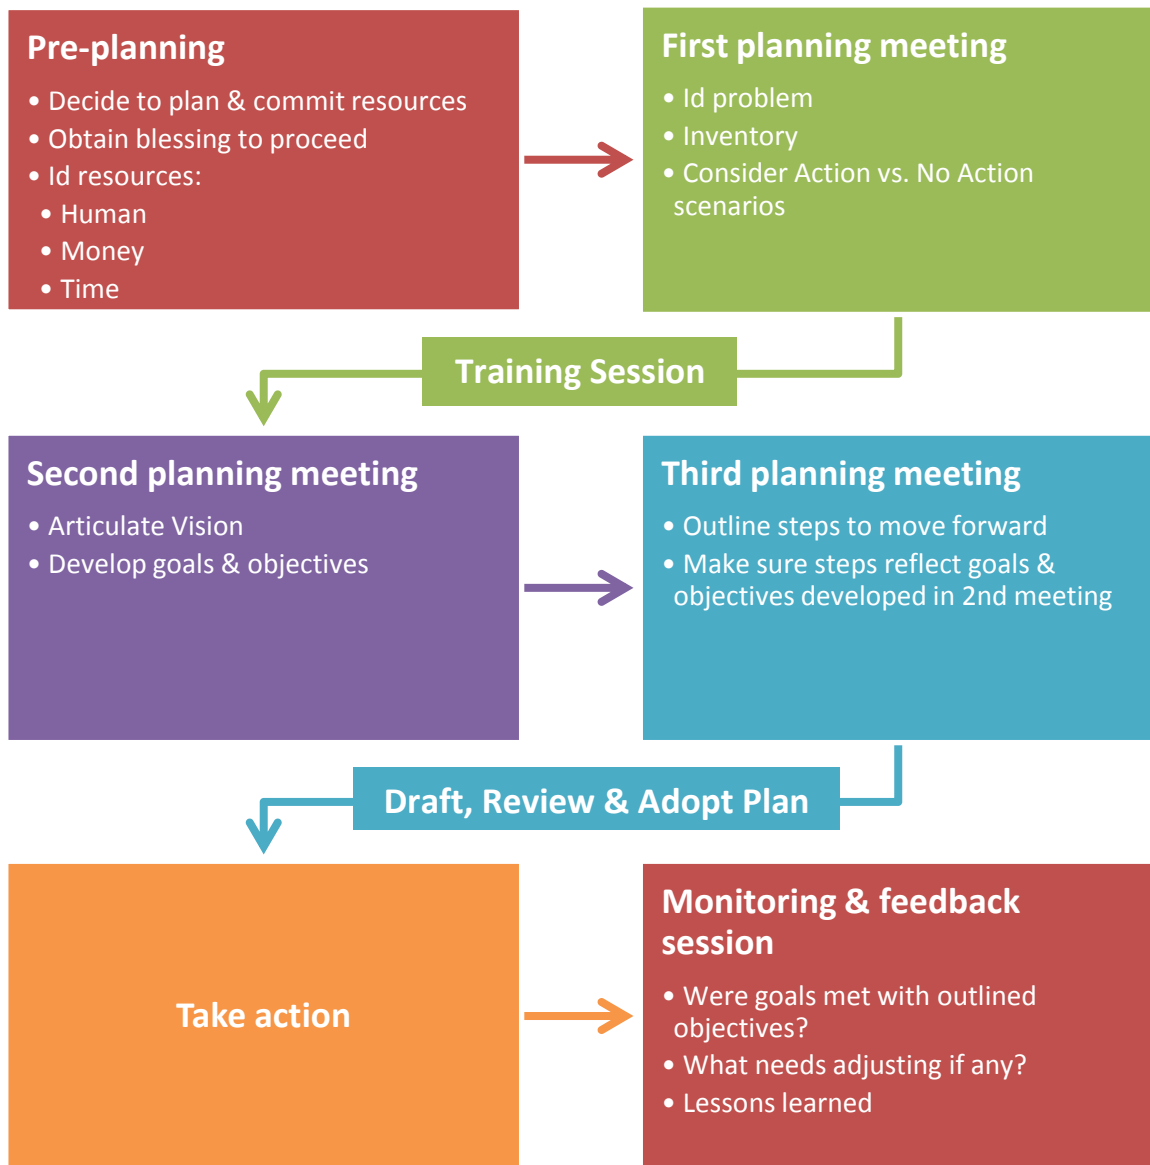 Pre-planning
• Decide to plan & commit resources
• Obtain blessing to proceed
• Id resources:
• Human
• Money
• Time
First planning meeting
• Id problem
• Inventory
• Consider Action vs. No Action
scenarios
Training Session
Second planning meeting
• Articulate Vision
• Develop goals & objectives
Third planning meeting
• Outline steps to move forward
• Make sure steps reflect goals &
objectives developed in 2nd meeting
Draft, Review & Adopt Plan
Take action
Monitoring & feedback
session
• Were goals met with outlined
objectives?
• What needs adjusting if any?
• Lessons learned